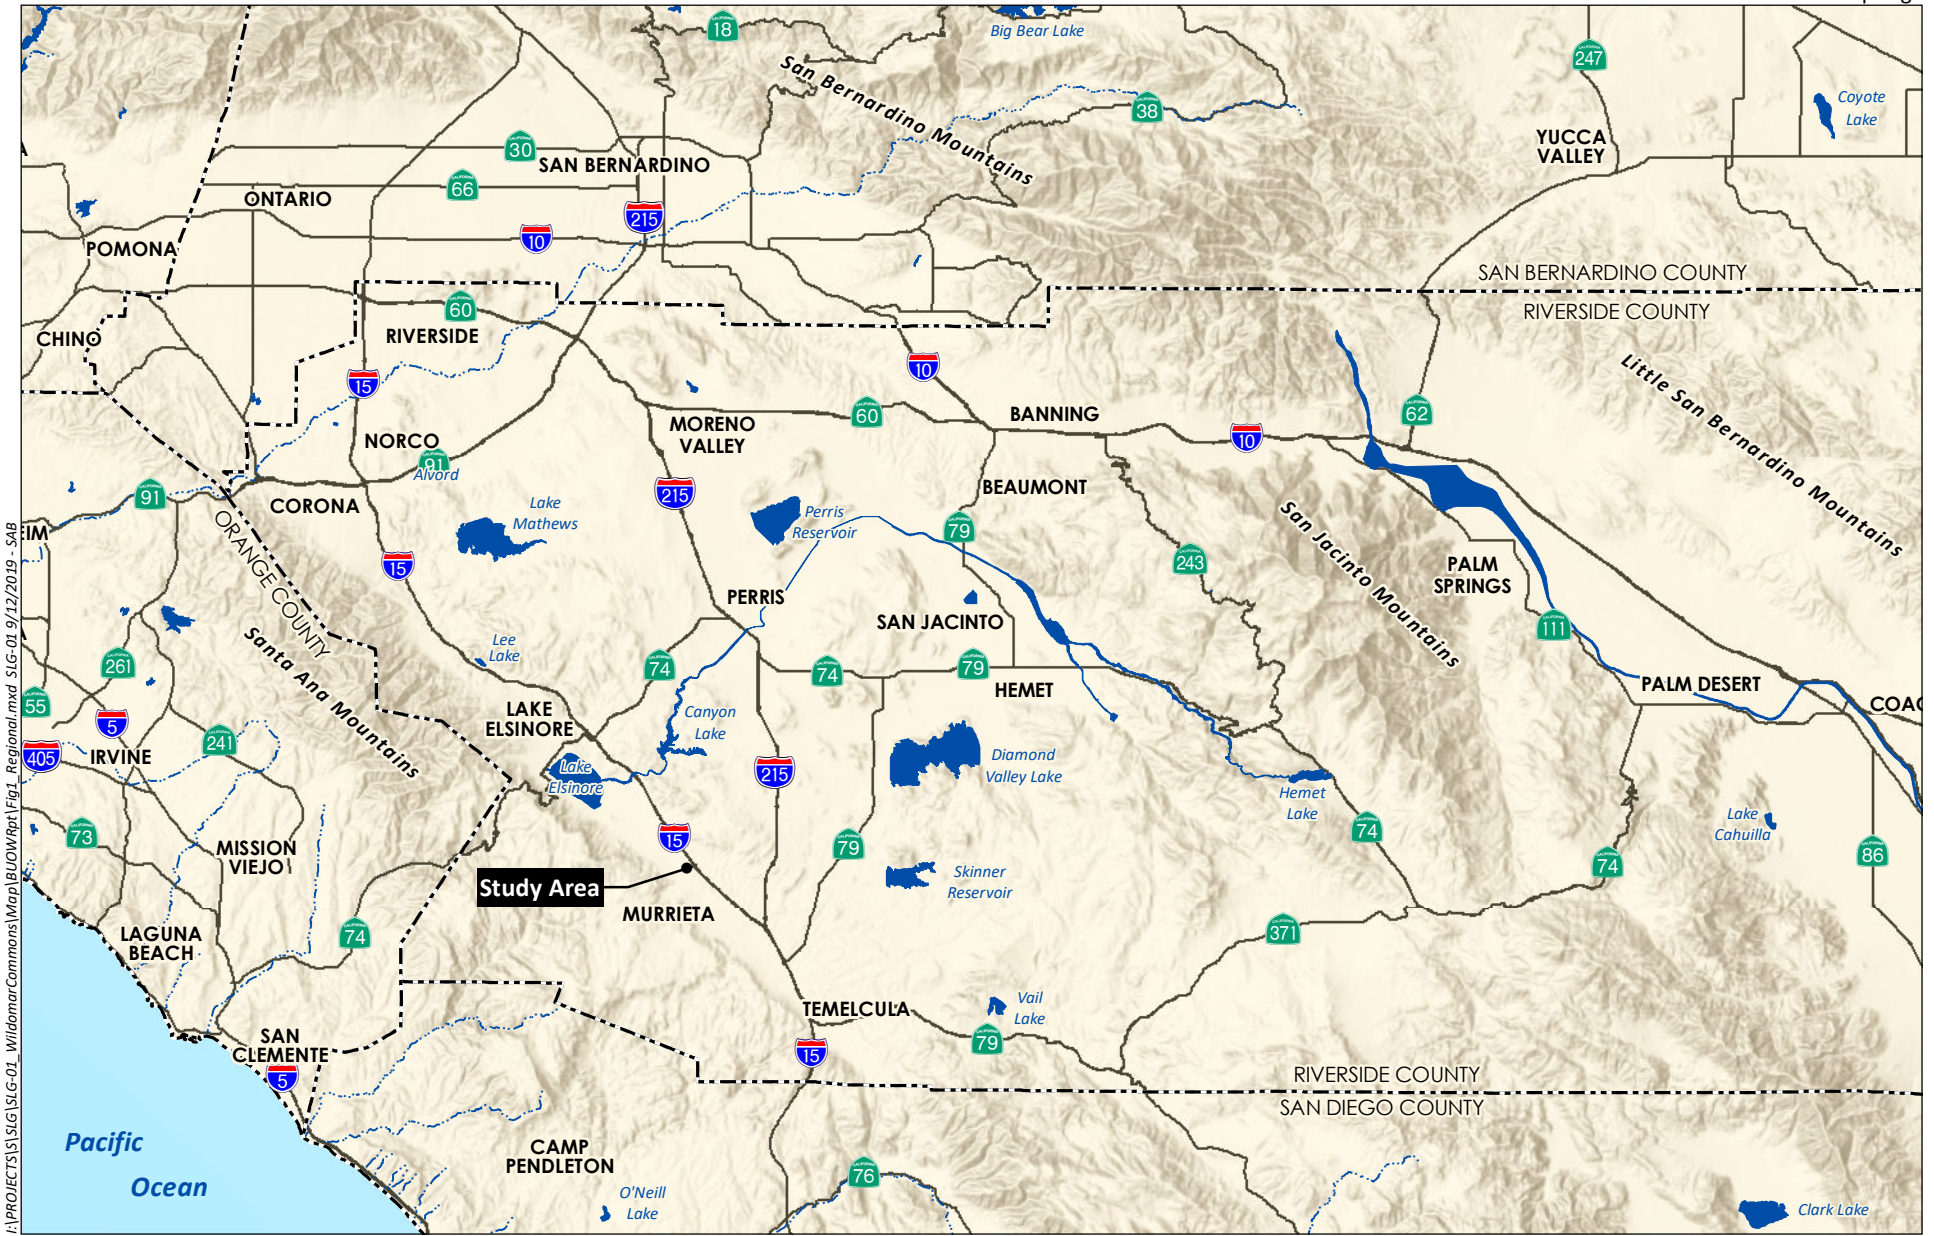 18
Big Bear Lake
247
San Bernardino Mountains
38
Coyote
Lake
30
SAN BERNARDINO
YUCCA
VALLEY
66
ONTARIO
215
10
POMONA
SAN BERNARDINO COUNTY
RIVERSIDE COUNTY
60
CHINO
RIVERSIDE
10
15
Little San Bernardino Mountains
60
BANNING
62
MORENO
VALLEY
10
NORCO
91
Alvord
91
215
BEAUMONT
CORONA
Lake
Mathews
Perris
Reservoir
79
San Jacinto Mountains
EIM
ORANGE COUNTY
15
243
PALM
SPRINGS
PERRIS
SAN JACINTO
111
Santa Ana Mountains
Lee
Lake
261
74
74
79
HEMET
PALM DESERT
55
5
LAKE
ELSINORE
Canyon
Lake
COAC
241
405
IRVINE
Lake
Elsinore
215
Diamond
Valley Lake
Hemet
Lake
Lake
Cahuilla
73
15
79
74
86
MISSION
VIEJO
74
Skinner
Reservoir
Study Area
MURRIETA
LAGUNA
BEACH
74
371
TEMELCULA
Vail
Lake
79
SAN
CLEMENTE
15
5
RIVERSIDE COUNTY
SAN DIEGO COUNTY
Pacific
Ocean
CAMP
PENDLETON
76
O'Neill
Lake
Clark Lake
I:\PROJECTS\S\SLG\SLG-01_WildomarCommons\Map\BUOWRpt\Fig1_Regional.mxd SLG-01 9/12/2019 - SAB